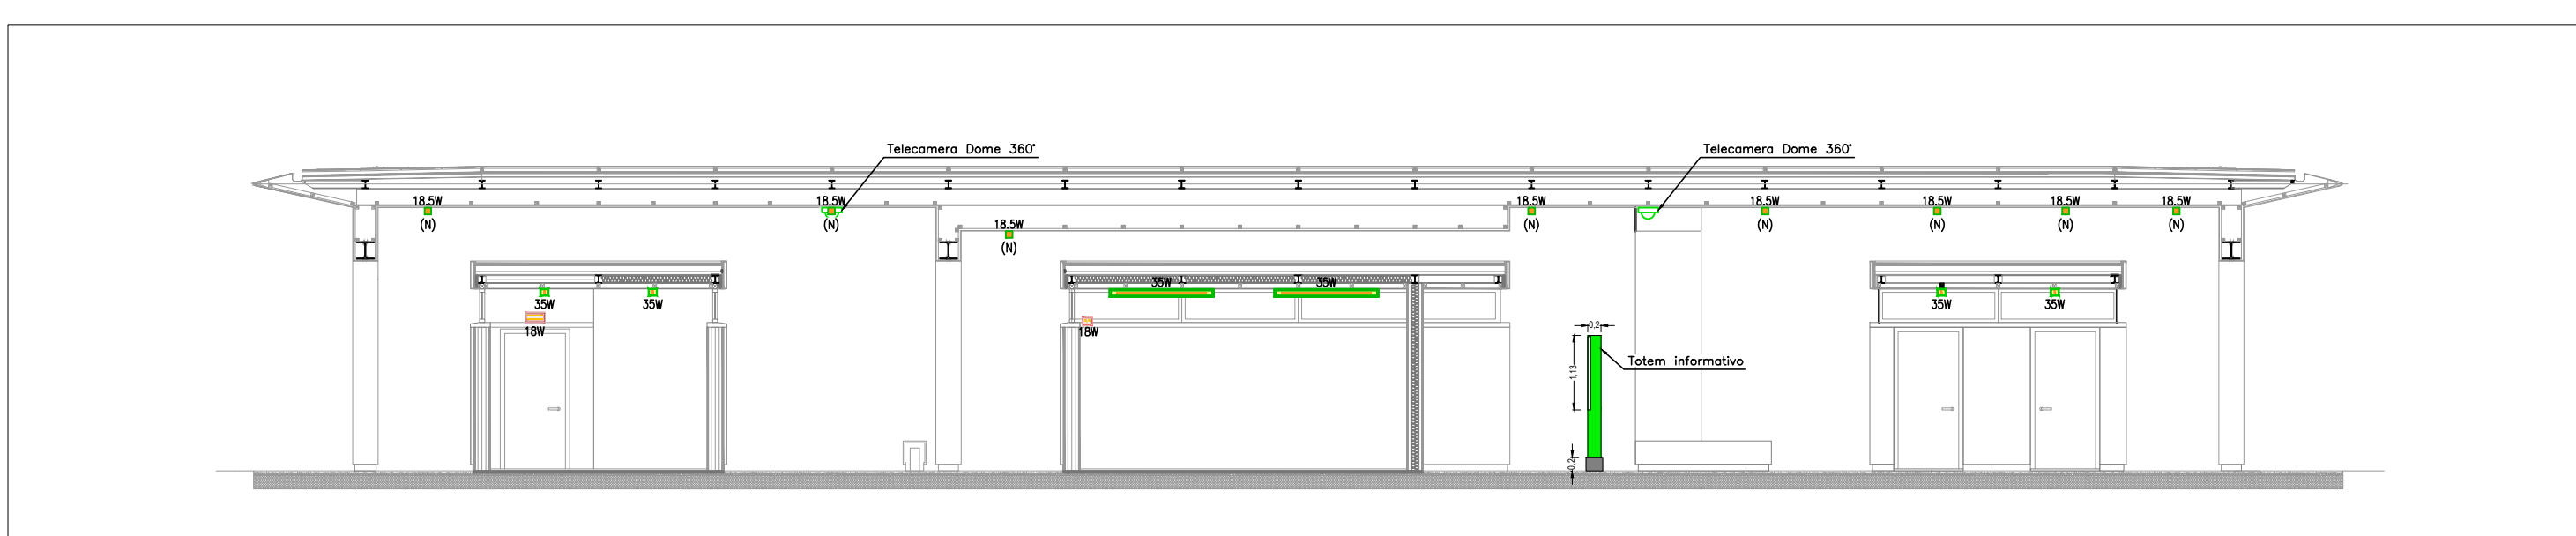 Telecamera Dome 360°
Telecamera Dome 360°
18.5W
(N)
18.5W
(N)
18.5W
(N)
18.5W
(N)
18.5W
(N)
18.5W
(N)
18.5W
(N)
18.5W
(N)
35W
35W
18W
35W
35W
18W
35W
35W
0,2
1,13
Totem informativo
0,2